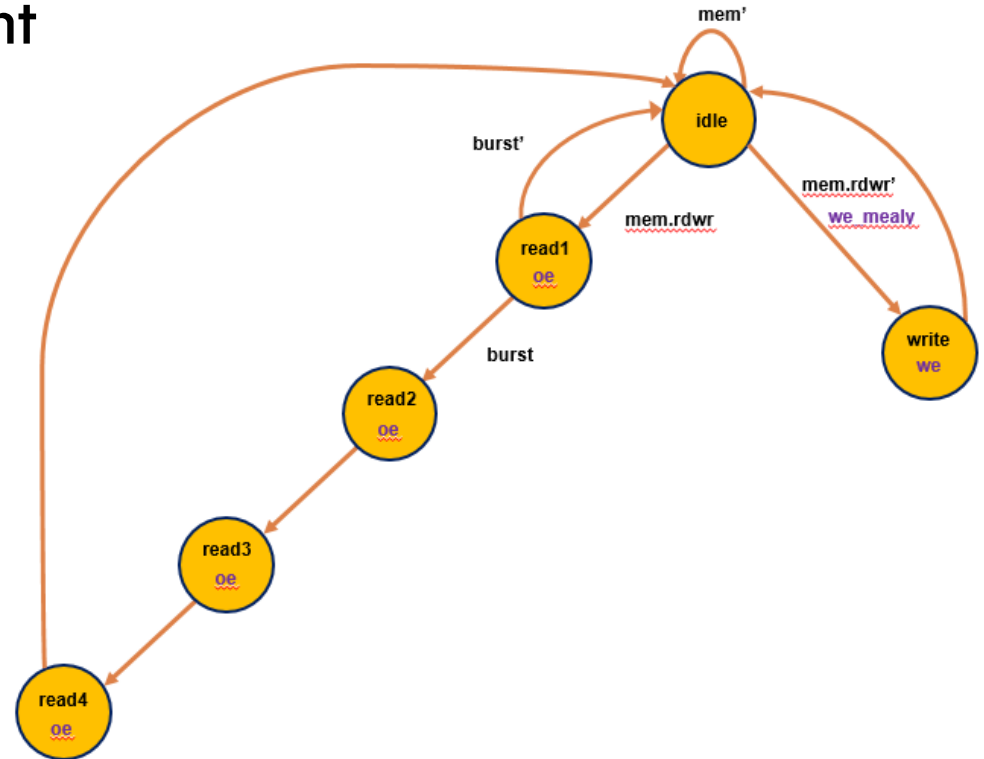 nt
mem’
idle
burst’
mem.rdwr’
we_mealy
mem.rdwr
read1
oe
write
we
burst
read2
oe
read3
oe
read4
oe